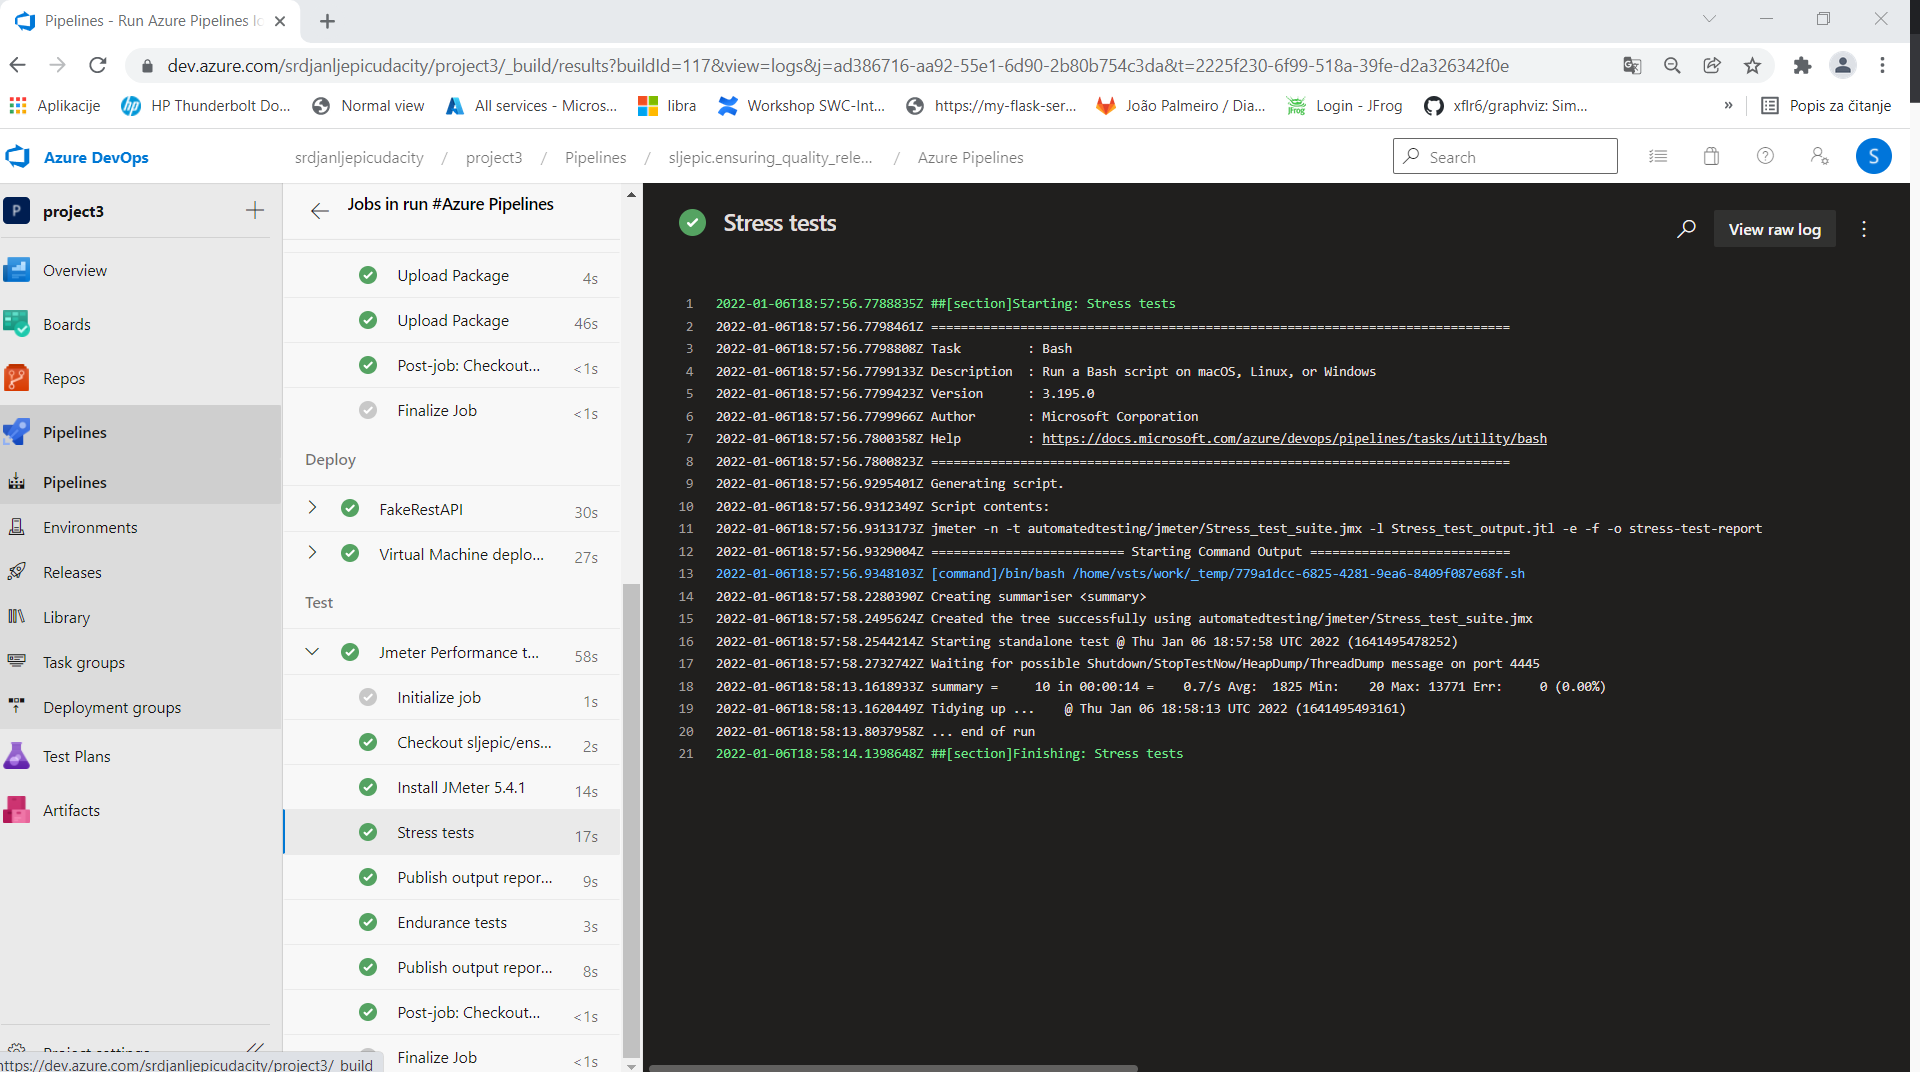 Pipelines - Run Azure Pipelines lo
dev.azure.com/srdjanljepicudacity/project3/_build/results?buildId=117&view=logs&j=ad386716-aa92-55e1-6d90-2b80b754c3da&t=2225f230-6f99-518a-39fe-d2a326342f0e
Aplikacije
HP Thunderbolt Do...
Normal view
All services - Micros...
libra
Workshop SWC-Int...
https://my-flask-ser...
João Palmeiro / Dia...
Login - JFrog
xflr6/graphviz: Sim...
»
Popis za čitanje
Azure DevOps
srdjanljepicudacity / project3 / Pipelines / sljepic.ensuring_quality_rele... / Azure Pipelines
Search
S
P
project3
Overview
Boards
Repos
Pipelines
Pipelines
Environments
Releases
Library
Task groups
Deployment groups
Test Plans
Artifacts
Project settings
https://dev.azure.com/srdjanljepicudacity/project3/_build
Jobs in run #Azure Pipelines
Upload Package 4s
Upload Package 46s
Post-job: Checkout... <1s
Finalize Job <1s
Deploy
FakeRestAPI 30s
Virtual Machine deplo... 27s
Test
Jmeter Performance t... 58s
Initialize job 1s
Checkout sljepic/ens... 2s
Install JMeter 5.4.1 14s
Stress tests 17s
Publish output repor... 9s
Endurance tests 3s
Publish output repor... 8s
Post-job: Checkout... <1s
Finalize Job <1s
Stress tests
View raw log
1 2022-01-06T18:57:56.7788835Z ##[section]Starting: Stress tests
2 2022-01-06T18:57:56.7798461Z ==============================================================================
3 2022-01-06T18:57:56.7798808Z Task         : Bash
4 2022-01-06T18:57:56.7799133Z Description  : Run a Bash script on macOS, Linux, or Windows
5 2022-01-06T18:57:56.7799423Z Version      : 3.195.0
6 2022-01-06T18:57:56.7799966Z Author       : Microsoft Corporation
7 2022-01-06T18:57:56.7800358Z Help         : https://docs.microsoft.com/azure/devops/pipelines/tasks/utility/bash
8 2022-01-06T18:57:56.7800823Z ==============================================================================
9 2022-01-06T18:57:56.9295401Z Generating script.
10 2022-01-06T18:57:56.9312349Z Script contents:
11 2022-01-06T18:57:56.9313173Z jmeter -n -t automatedtesting/jmeter/Stress_test_suite.jmx -l Stress_test_output.jtl -e -f -o stress-test-report
12 2022-01-06T18:57:56.9329004Z ========================== Starting Command Output ===========================
13 2022-01-06T18:57:56.9348103Z [command]/bin/bash /home/vsts/work/_temp/779a1dcc-6825-4281-9ea6-8409f087e68f.sh
14 2022-01-06T18:57:58.2280390Z Creating summariser <summary>
15 2022-01-06T18:57:58.2495624Z Created the tree successfully using automatedtesting/jmeter/Stress_test_suite.jmx
16 2022-01-06T18:57:58.2544214Z Starting standalone test @ Thu Jan 06 18:57:58 UTC 2022 (1641495478252)
17 2022-01-06T18:57:58.2732742Z Waiting for possible Shutdown/StopTestNow/HeapDump/ThreadDump message on port 4445
18 2022-01-06T18:58:13.1618933Z summary =     10 in 00:00:14 =    0.7/s Avg:  1825 Min:    20 Max: 13771 Err:     0 (0.00%)
19 2022-01-06T18:58:13.1620449Z Tidying up ...    @ Thu Jan 06 18:58:13 UTC 2022 (1641495493161)
20 2022-01-06T18:58:13.8037958Z ... end of run
21 2022-01-06T18:58:14.1398648Z ##[section]Finishing: Stress tests